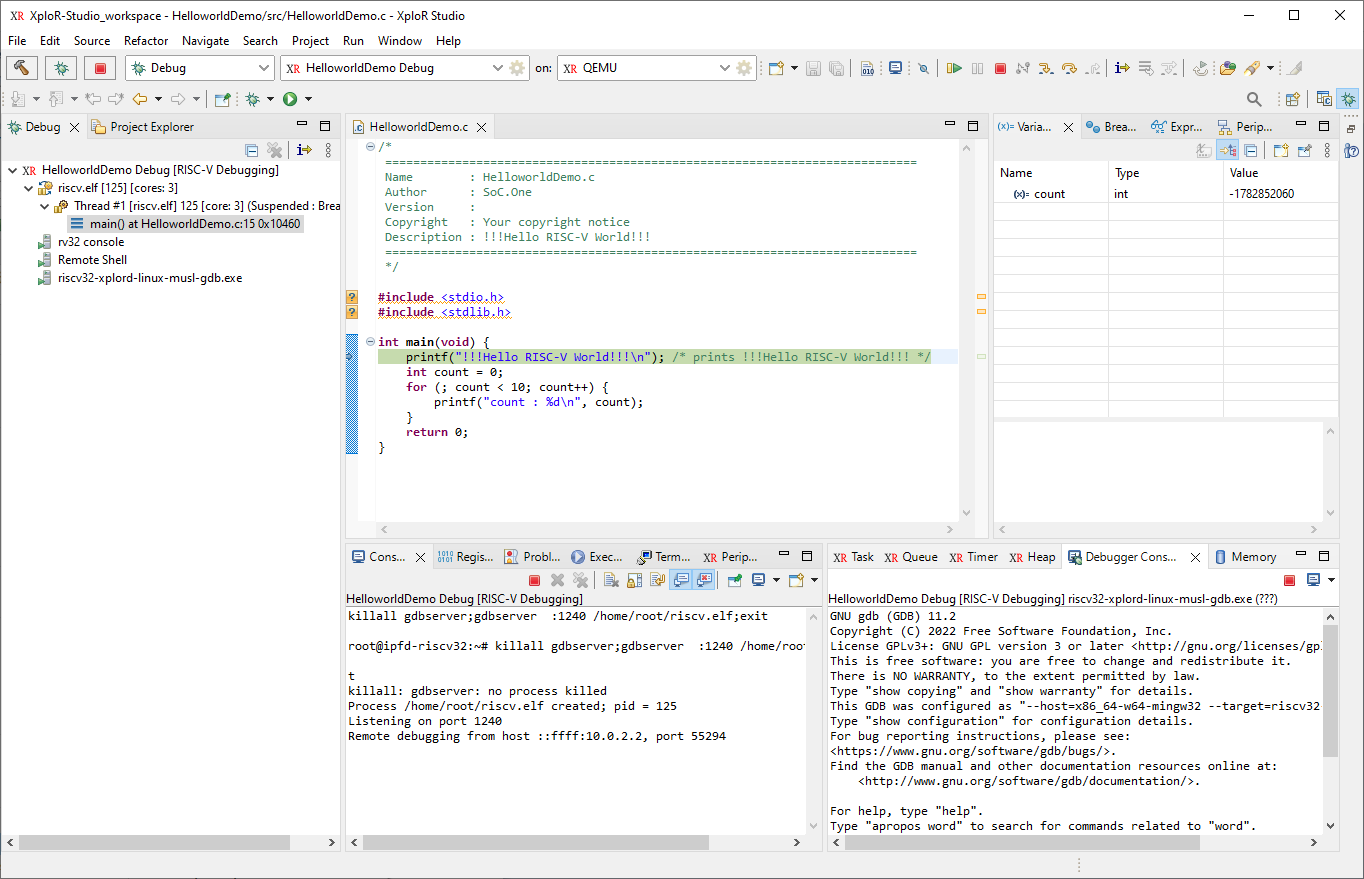 XR XploR-Studio_workspace - HelloworldDemo/src/HelloworldDemo.c - XploR Studio
File Edit Source Refactor Navigate Search Project Run Window Help
Debug XR HelloworldDemo Debug on: XR QEMU
Debug Project Explorer
XR HelloworldDemo Debug [RISC-V Debugging]
riscv.elf [125] [cores: 3]
Thread #1 [riscv.elf] 125 [core: 3] (Suspended : Brea
main() at HelloworldDemo.c:15 0x10460
rv32 console
Remote Shell
riscv32-xplord-linux-musl-gdb.exe
HelloworldDemo.c
/*
============================================================================
Name        : HelloworldDemo.c
Author      : SoC.One
Version     :
Copyright   : Your copyright notice
Description : !!!Hello RISC-V World!!!
============================================================================
*/
#include <stdio.h>
#include <stdlib.h>
int main(void) {
printf("!!!Hello RISC-V World!!!\n"); /* prints !!!Hello RISC-V World!!! */
int count = 0;
for (; count < 10; count++) {
printf("count : %d\n", count);
}
return 0;
}
(x)= Varia... Brea... Expr... Perip...
Name Type Value
(x)= count int -1782852060
Cons... Regis... Probl... Exec... Term... XR Perip...
HelloworldDemo Debug [RISC-V Debugging]
killall gdbserver;gdbserver  :1240 /home/root/riscv.elf;exit
root@ipfd-riscv32:~# killall gdbserver;gdbserver  :1240 /home/root
t
killall: gdbserver: no process killed
Process /home/root/riscv.elf created; pid = 125
Listening on port 1240
Remote debugging from host ::ffff:10.0.2.2, port 55294
XR Task XR Queue XR Timer XR Heap Debugger Cons... Memory
HelloworldDemo Debug [RISC-V Debugging] riscv32-xplord-linux-musl-gdb.exe (???)
GNU gdb (GDB) 11.2
Copyright (C) 2022 Free Software Foundation, Inc.
License GPLv3+: GNU GPL version 3 or later <http://gnu.org/licenses/gpl
This is free software: you are free to change and redistribute it.
There is NO WARRANTY, to the extent permitted by law.
Type "show copying" and "show warranty" for details.
This GDB was configured as "--host=x86_64-w64-mingw32 --target=riscv32
Type "show configuration" for configuration details.
For bug reporting instructions, please see:
<https://www.gnu.org/software/gdb/bugs/>.
Find the GDB manual and other documentation resources online at:
<http://www.gnu.org/software/gdb/documentation/>.
For help, type "help".
Type "apropos word" to search for commands related to "word".